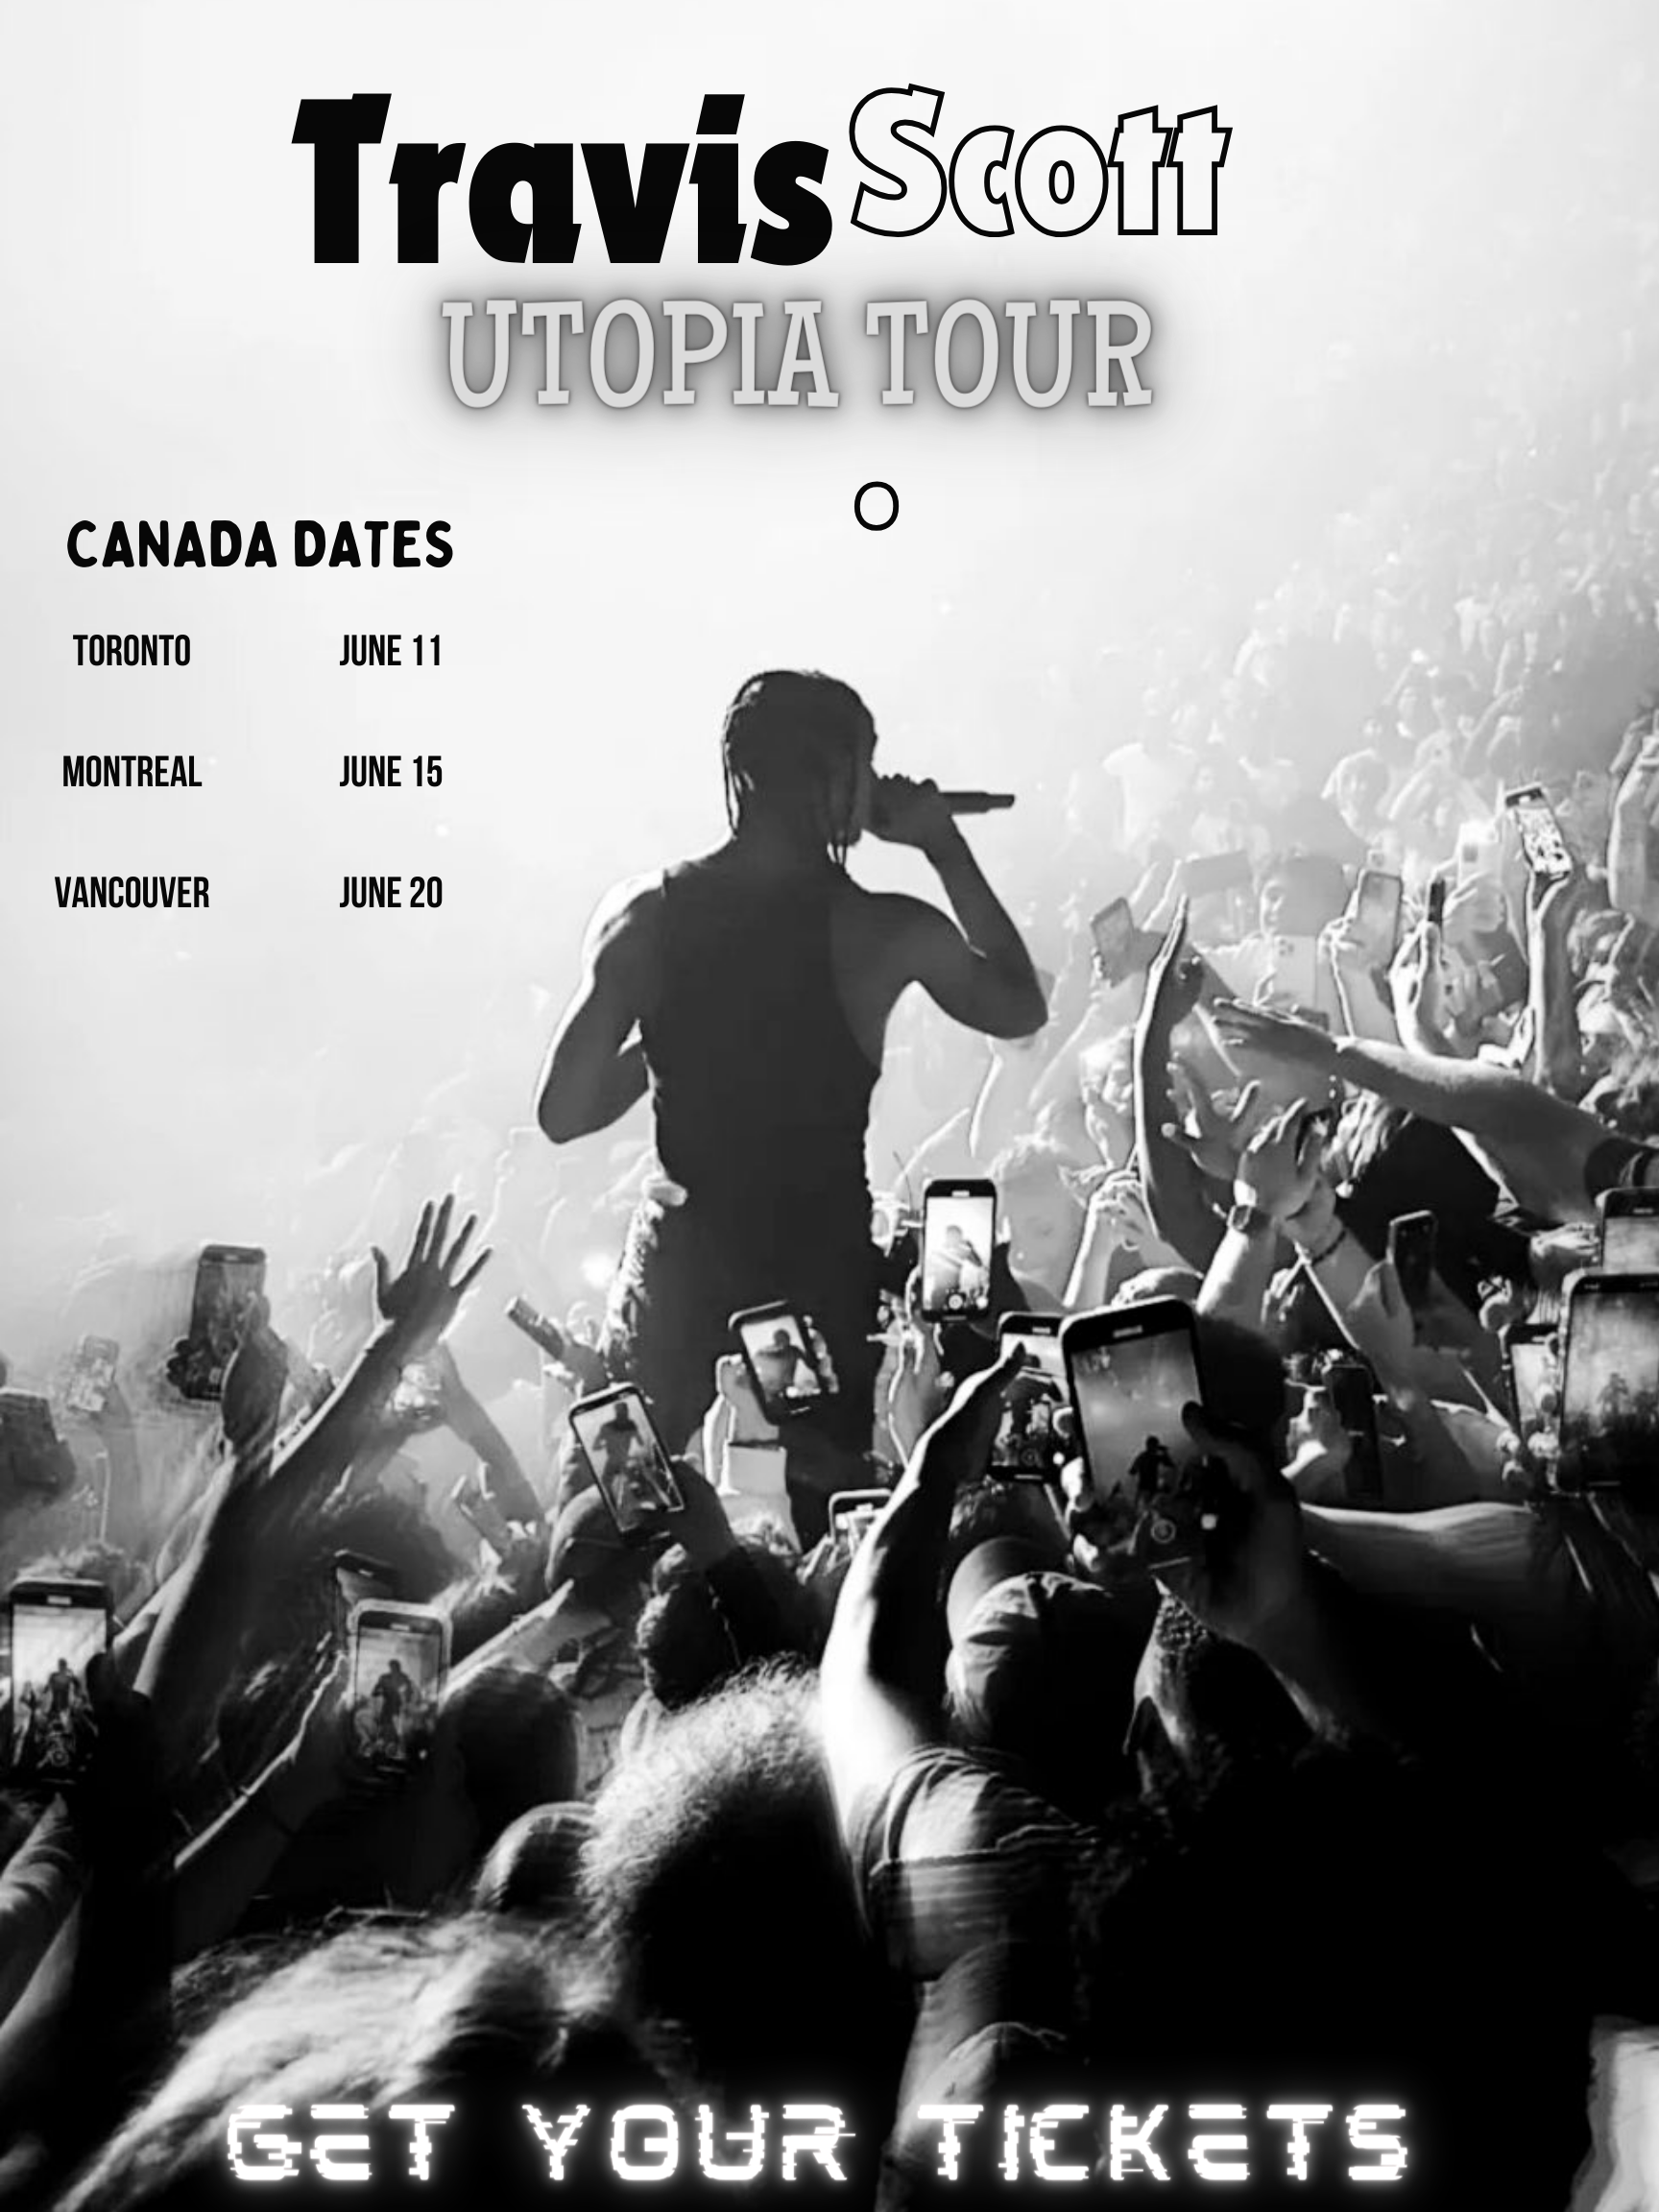 Travis Scott
UTOPIA TOUR
O
CANADA DATES
TORONTO JUNE 11
MONTREAL JUNE 15
VANCOUVER JUNE 20
GET YOUR TICKETS